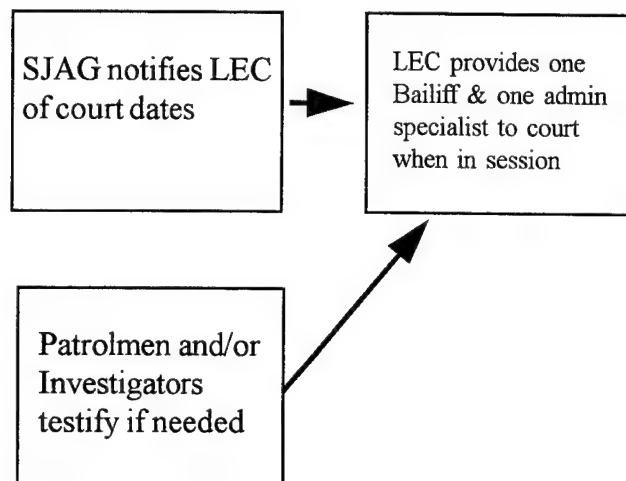 SJAG notifies LEC
of court dates
LEC provides one
Bailiff & one admin
specialist to court
when in session
Patrolmen and/or
Investigators
testify if needed